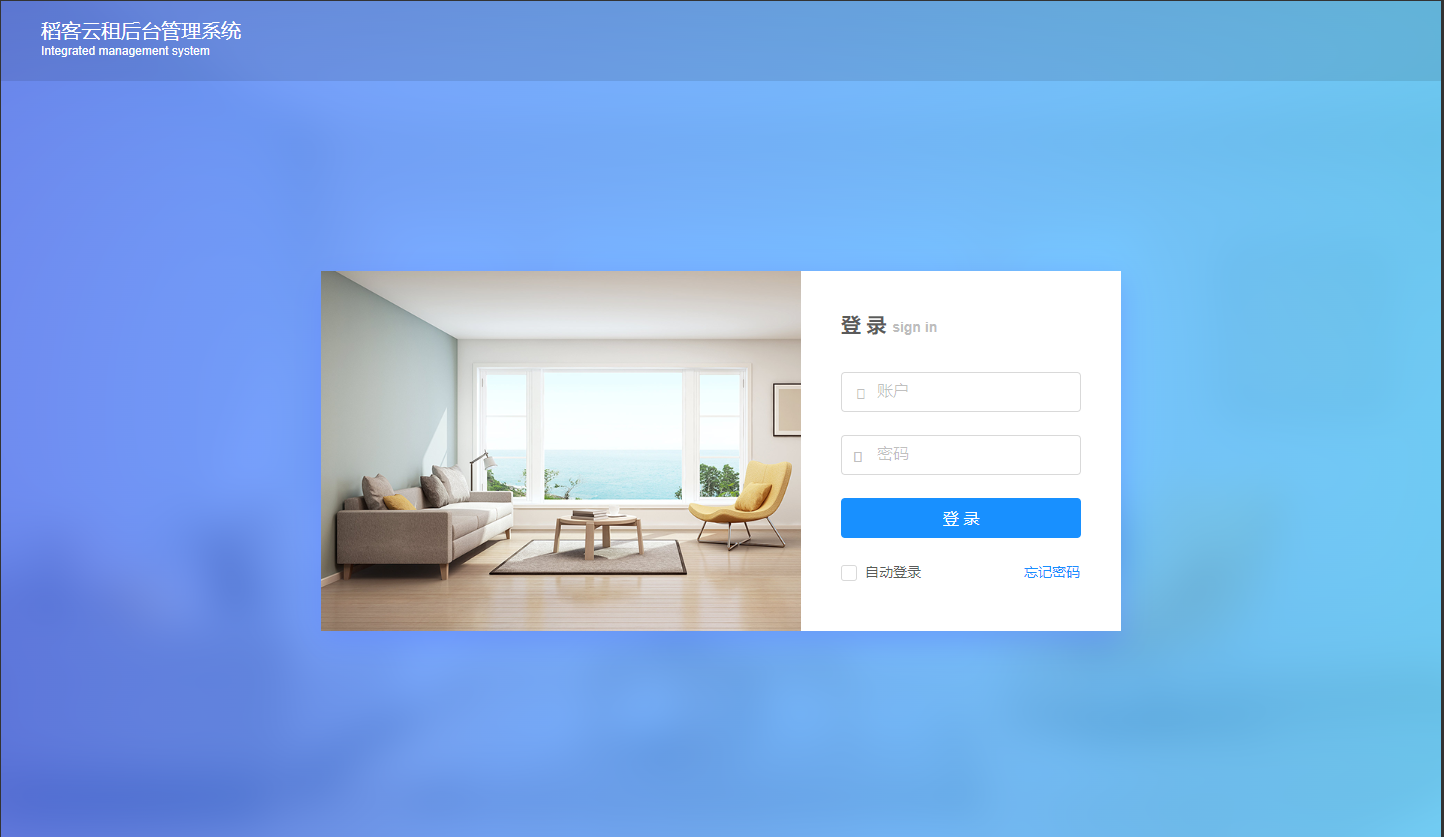 稻客云租后台管理系统
Integrated management system
登 录 sign in
账户
密码
登 录
自动登录 忘记密码